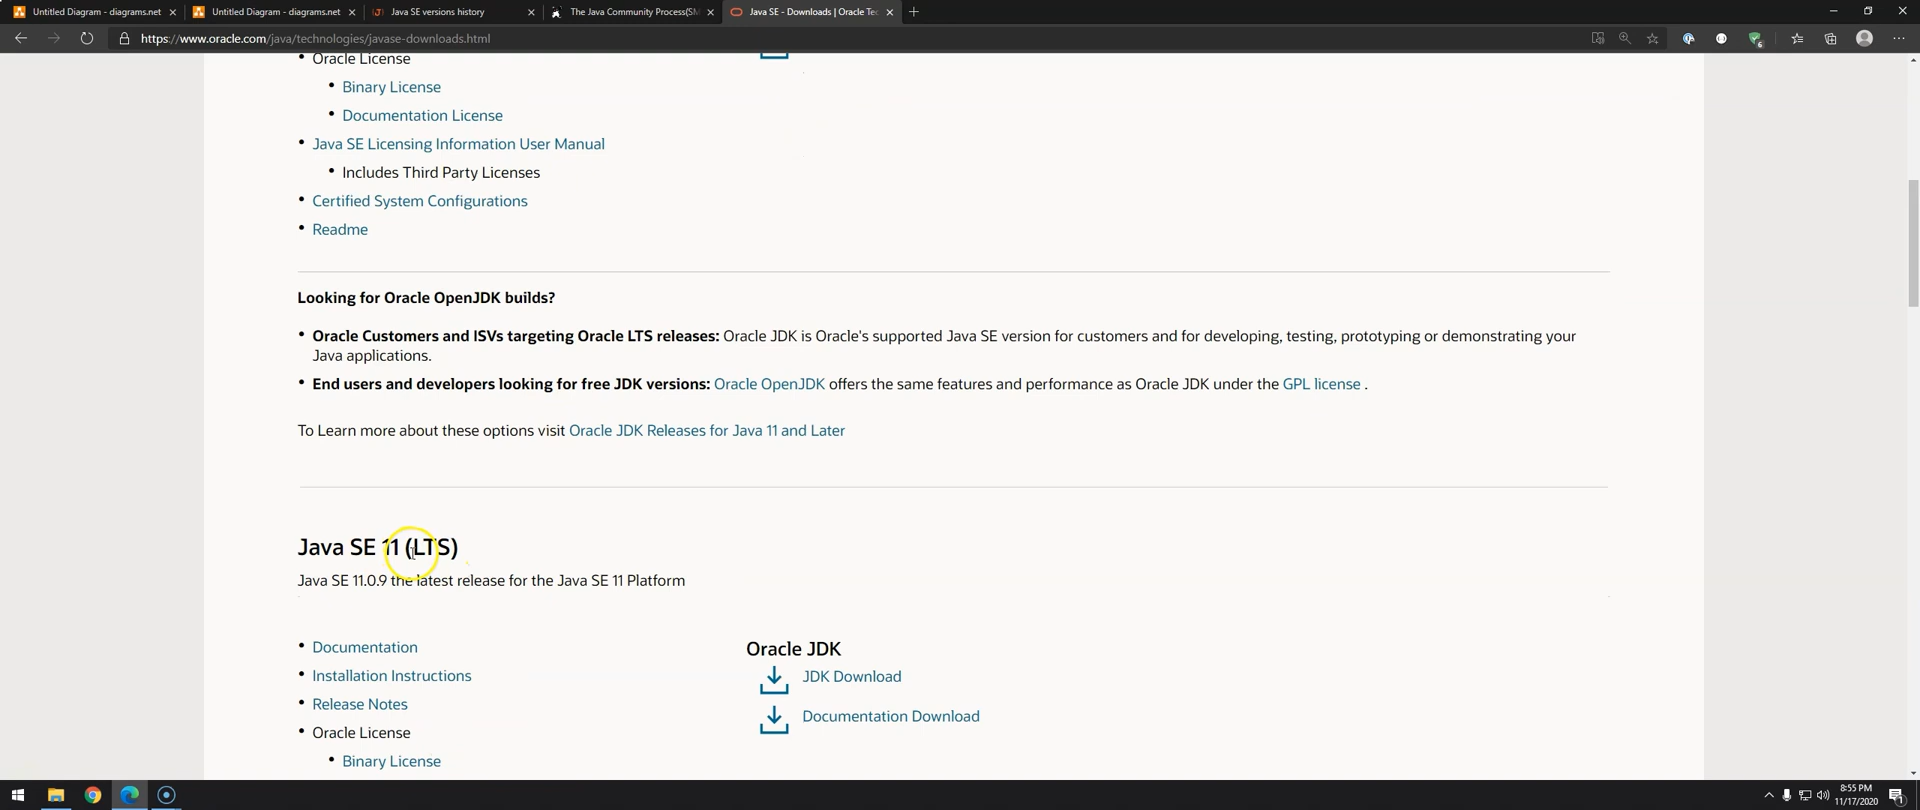 Untitled Diagram - diagrams.net
Untitled Diagram - diagrams.net
Java SE versions history
The Java Community Process(SM
Java SE - Downloads | Oracle Tec
https://www.oracle.com/java/technologies/javase-downloads.html
• Oracle License
• Binary License
• Documentation License
• Java SE Licensing Information User Manual
• Includes Third Party Licenses
• Certified System Configurations
• Readme
Looking for Oracle OpenJDK builds?
• Oracle Customers and ISVs targeting Oracle LTS releases: Oracle JDK is Oracle's supported Java SE version for customers and for developing, testing, prototyping or demonstrating your
Java applications.
• End users and developers looking for free JDK versions: Oracle OpenJDK offers the same features and performance as Oracle JDK under the GPL license .
To Learn more about these options visit Oracle JDK Releases for Java 11 and Later
Java SE 11 (LTS)
Java SE 11.0.9 the latest release for the Java SE 11 Platform
• Documentation
• Installation Instructions
• Release Notes
• Oracle License
• Binary License
Oracle JDK
JDK Download
Documentation Download
8:55 PM
11/17/2020